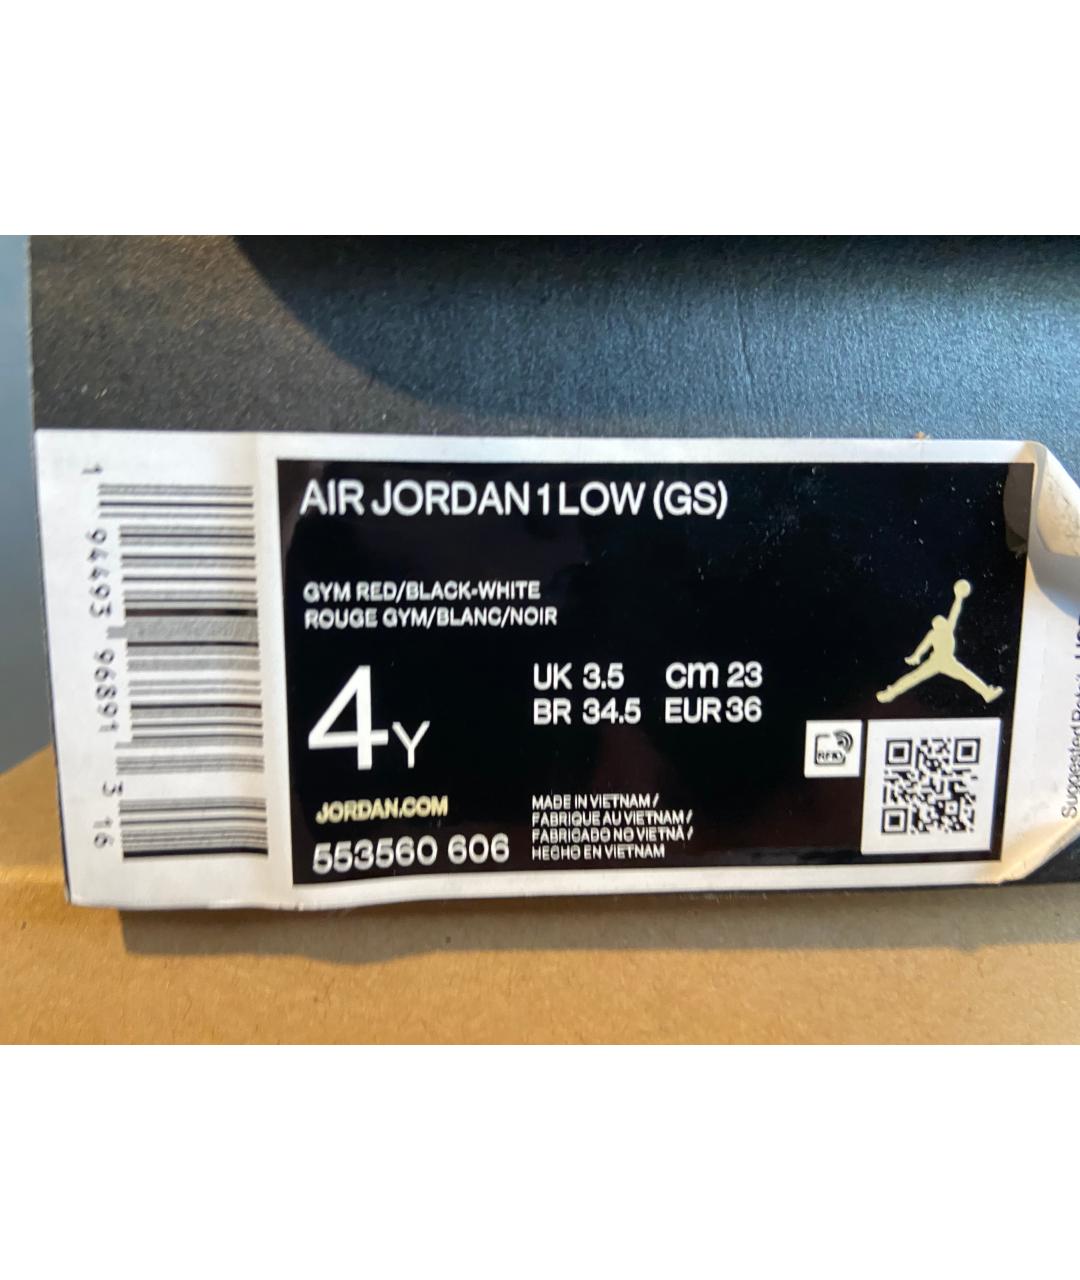 AIR JORDAN 1 LOW (GS)
GYM RED/BLACK-WHITE
ROUGE GYM/BLANC/NOIR
4Y
UK 3.5 cm 23
BR 34.5 EUR 36
RFID
JORDAN.COM
553560 606
MADE IN VIETNAM /
FABRIQUE AU VIETNAM /
FABRICADO NO VIETNÃ /
HECHO EN VIETNAM
1 94493 96891 3 16
Suggested